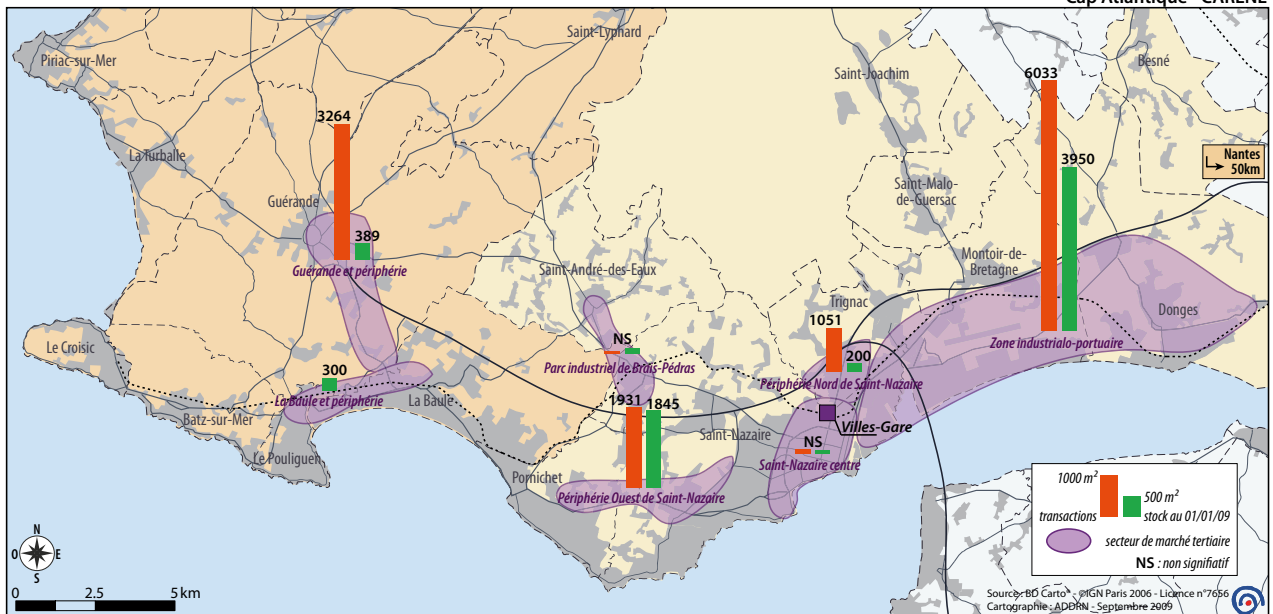 Cap Atlantique - CARENE
Saint-Lyphard
Piriac-sur-Mer
Besné
Saint-Joachim
6033
3264
3950
Nantes
50km
La Turballe
Saint-Malo-
de-Guersac
Guérande
389
Montoir-de-
Bretagne
Guérande et périphérie
Saint-André-des-Eaux
Trignac
Donges
1051
NS
200
Zone industrialo-portuaire
Le Croisic
300
Parc industriel de Brais-Pédras
Périphérie Nord de Saint-Nazaire
La Baule et périphérie
La Baule
1931
1845
Batz-sur-Mer
Villes-Gare
Saint-Nazaire
NS
Le Pouliguen
Saint-Nazaire centre
Pornichet
Périphérie Ouest de Saint-Nazaire
1000 m²
500 m²
transactions
stock au 01/01/09
secteur de marché tertiaire
NS : non signifiatif
N
O
E
S
0
2.5
5 km
Source : BD Carto® - ©IGN Paris 2006 - Licence n°7656
Cartographie : ADDRN - Septembre 2009